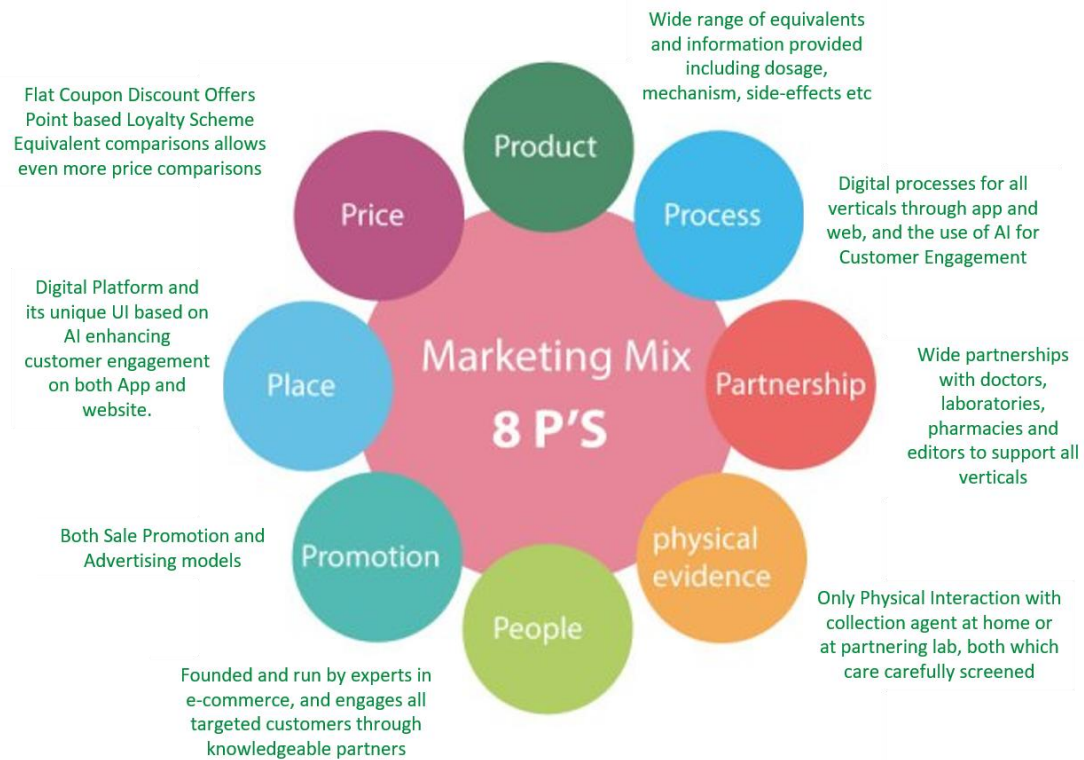 Wide range of equivalents
and information provided
including dosage,
mechanism, side-effects etc
Flat Coupon Discount Offers
Point based Loyalty Scheme
Equivalent comparisons allows
even more price comparisons
Product
Price
Process
Digital processes for all
verticals through app and
web, and the use of AI for
Customer Engagement
Digital Platform and
its unique UI based on
AI enhancing
customer engagement
on both App and
website.
Place
Marketing Mix
8 P'S
Partnership
Wide partnerships
with doctors,
laboratories,
pharmacies and
editors to support all
verticals
Both Sale Promotion and
Advertising models
Promotion
physical
evidence
People
Only Physical Interaction with
collection agent at home or
at partnering lab, both which
care carefully screened
Founded and run by experts in
e-commerce, and engages all
targeted customers through
knowledgeable partners